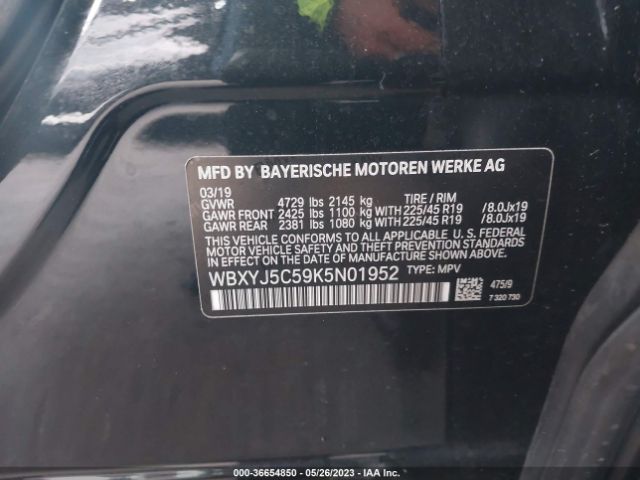 MFD BY BAYERISCHE MOTOREN WERKE AG
03/19
GVWR 4729 lbs 2145 kg TIRE / RIM
GAWR FRONT 2425 lbs 1100 kg WITH 225/45 R19 /8.0Jx19
GAWR REAR 2381 lbs 1080 kg WITH 225/45 R19 /8.0Jx19
THIS VEHICLE CONFORMS TO ALL APPLICABLE U. S. FEDERAL
MOTOR VEHICLE SAFETY AND THEFT PREVENTION STANDARDS
IN EFFECT ON THE DATE OF MANUFACTURE SHOWN ABOVE.
WBXYJ5C59K5N01952 TYPE: MPV
475/9
7 320 730
000-36654850 / 05/26/2023 / IAA Inc.